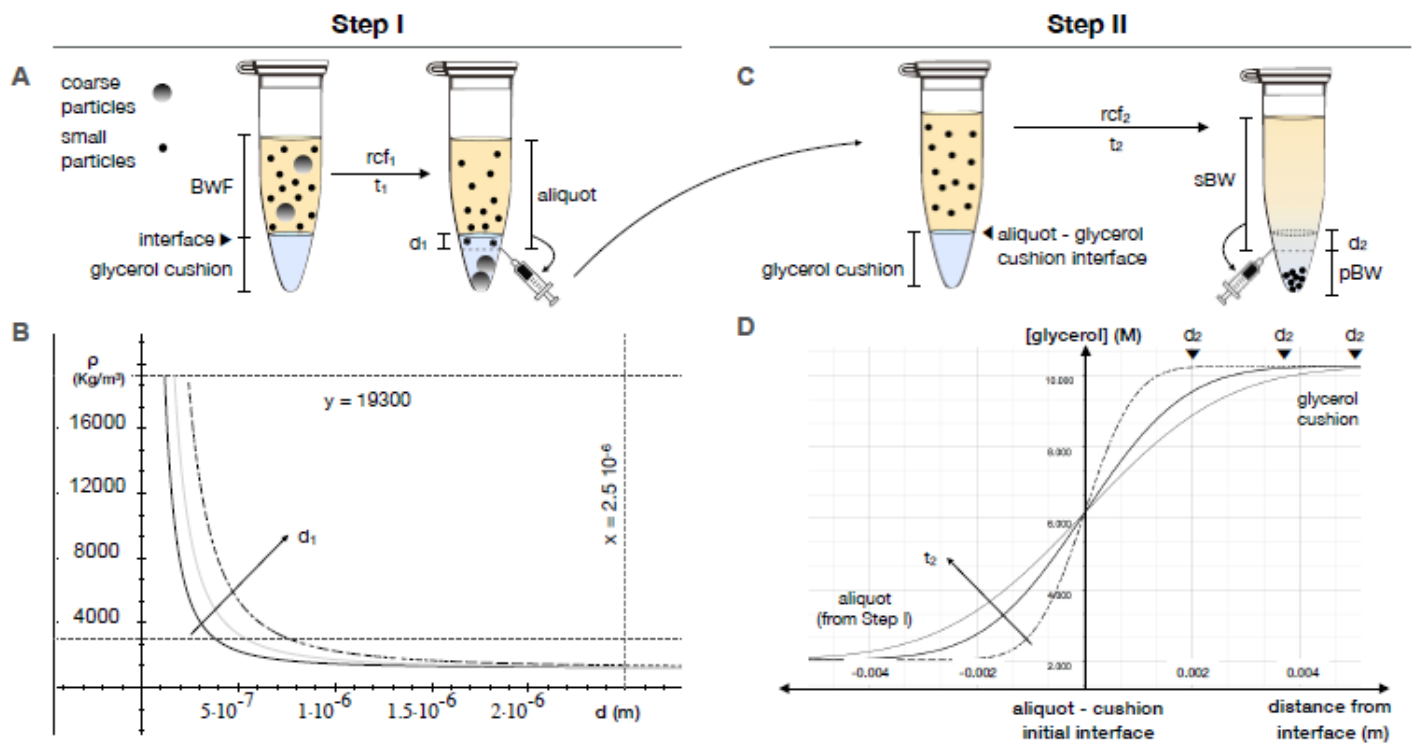 Step I
Step II
A
coarse
particles
small
particles
BWF
interface
glycerol cushion
rcf₁
t₁
aliquot
d₁
C
glycerol cushion
rcf₂
t₂
aliquot - glycerol
cushion interface
sBW
d₂
pBW
B
ρ
(Kg/m³)
y = 19300
16000
12000
8000
4000
d₁
x = 2.5 10⁻⁶
5·10⁻⁷
1·10⁻⁶
1.5·10⁻⁶
2·10⁻⁶
d (m)
D
[glycerol] (M)
d₂
d₂
d₂
10.000
glycerol
cushion
8.000
6.000
t₂
4.000
aliquot
(from Step I)
2.000
-0.004
-0.002
0.002
0.004
aliquot - cushion
initial interface
distance from
interface (m)